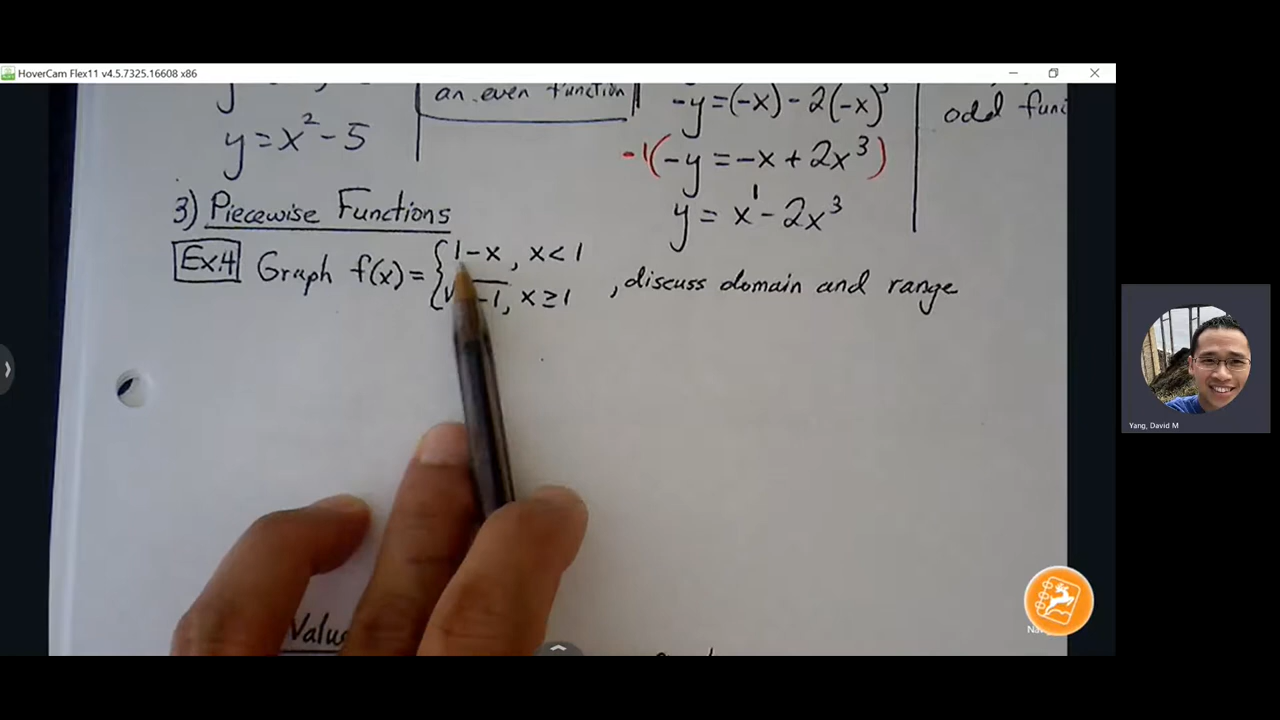 HoverCam Flex11 v4.5.7325.16608 x86
y = x² - 5
an even function
-y = (-x) - 2(-x)³
-1(-y = -x + 2x³)
y = x¹ - 2x³
odd func
3) Piecewise Functions
Ex.4 Graph f(x) = { 1-x, x < 1
-1, x ≥ 1
, discuss domain and range
Yang, David M